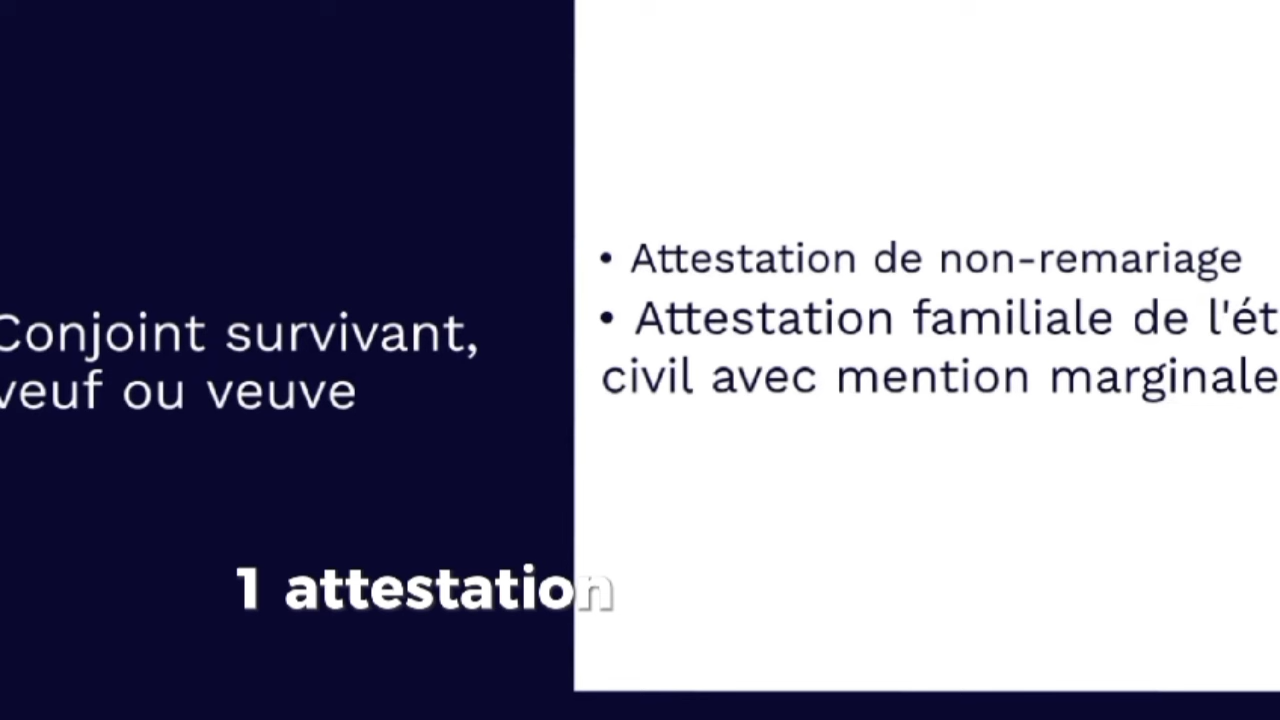 Conjoint survivant,
veuf ou veuve
• Attestation de non-remariage
• Attestation familiale de l'ét
civil avec mention marginale
1 attestation